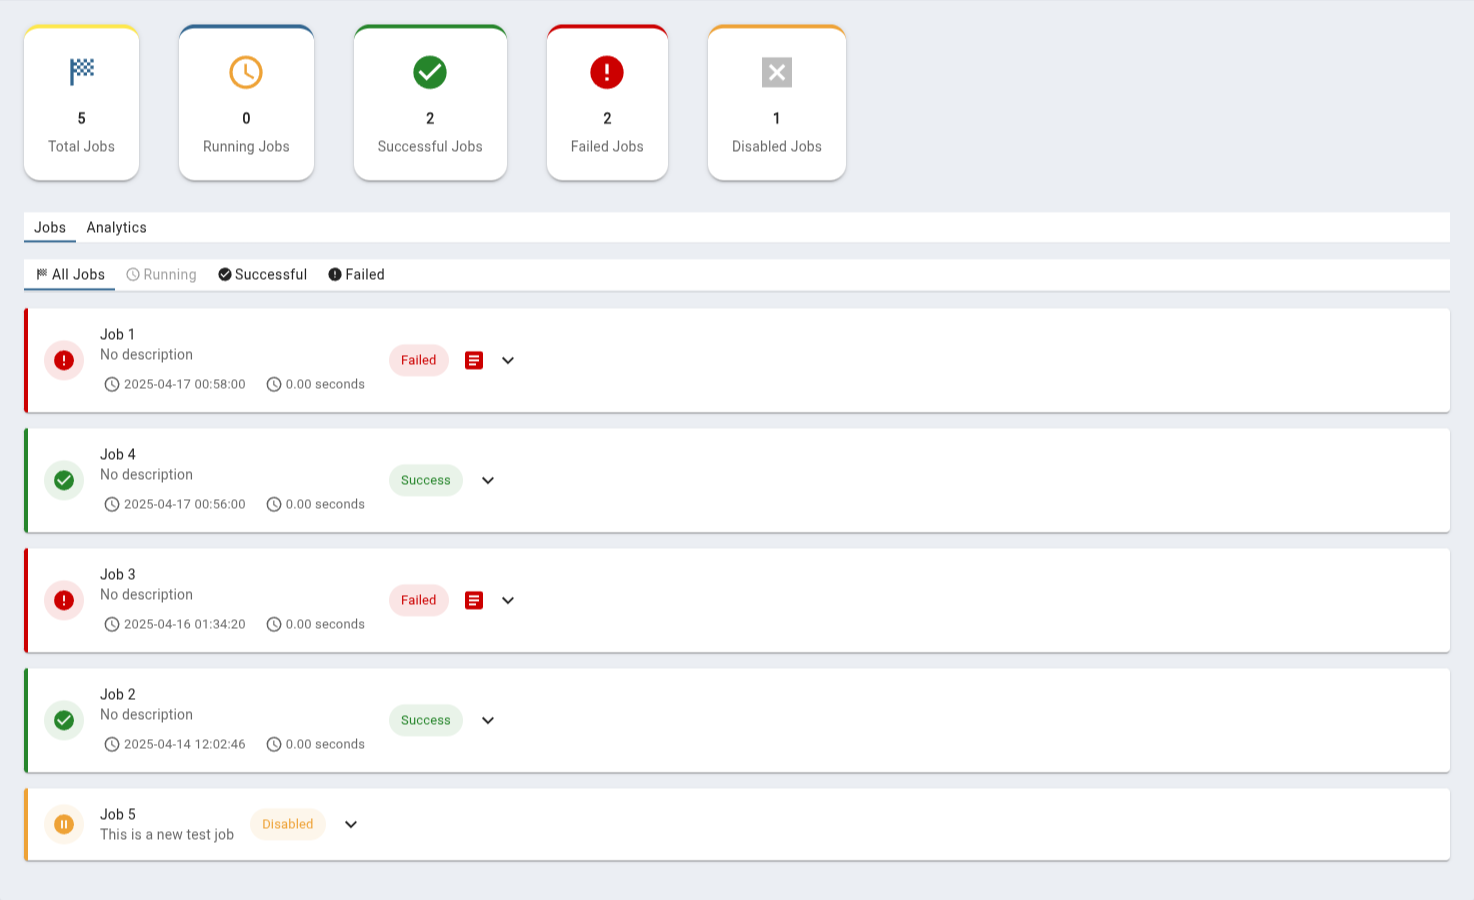 5
Total Jobs
0
Running Jobs
2
Successful Jobs
2
Failed Jobs
1
Disabled Jobs
Jobs Analytics
All Jobs Running Successful Failed
Job 1
No description
2025-04-17 00:58:00 0.00 seconds
Failed
Job 4
No description
2025-04-17 00:56:00 0.00 seconds
Success
Job 3
No description
2025-04-16 01:34:20 0.00 seconds
Failed
Job 2
No description
2025-04-14 12:02:46 0.00 seconds
Success
Job 5
This is a new test job
Disabled